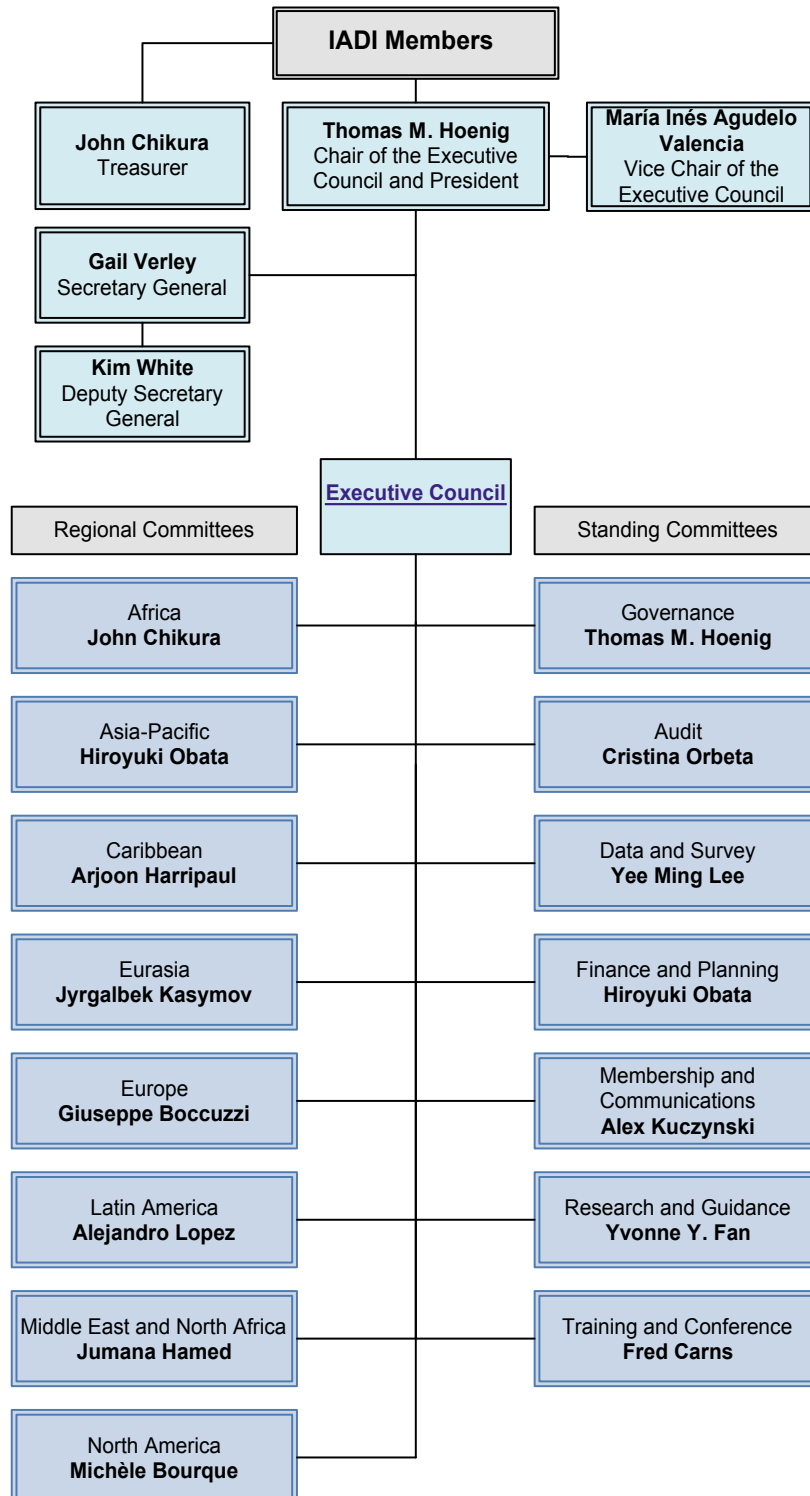 IADI Members
John Chikura
Treasurer
Thomas M. Hoenig
Chair of the Executive
Council and President
María Inés Agudelo
Valencia
Vice Chair of the
Executive Council
Gail Verley
Secretary General
Kim White
Deputy Secretary
General
Executive Council
Regional Committees
Standing Committees
Africa
John Chikura
Governance
Thomas M. Hoenig
Asia-Pacific
Hiroyuki Obata
Audit
Cristina Orbeta
Caribbean
Arjoon Harripaul
Data and Survey
Yee Ming Lee
Eurasia
Jyrgalbek Kasymov
Finance and Planning
Hiroyuki Obata
Europe
Giuseppe Boccuzzi
Membership and
Communications
Alex Kuczynski
Latin America
Alejandro Lopez
Research and Guidance
Yvonne Y. Fan
Middle East and North Africa
Jumana Hamed
Training and Conference
Fred Carns
North America
Michèle Bourque